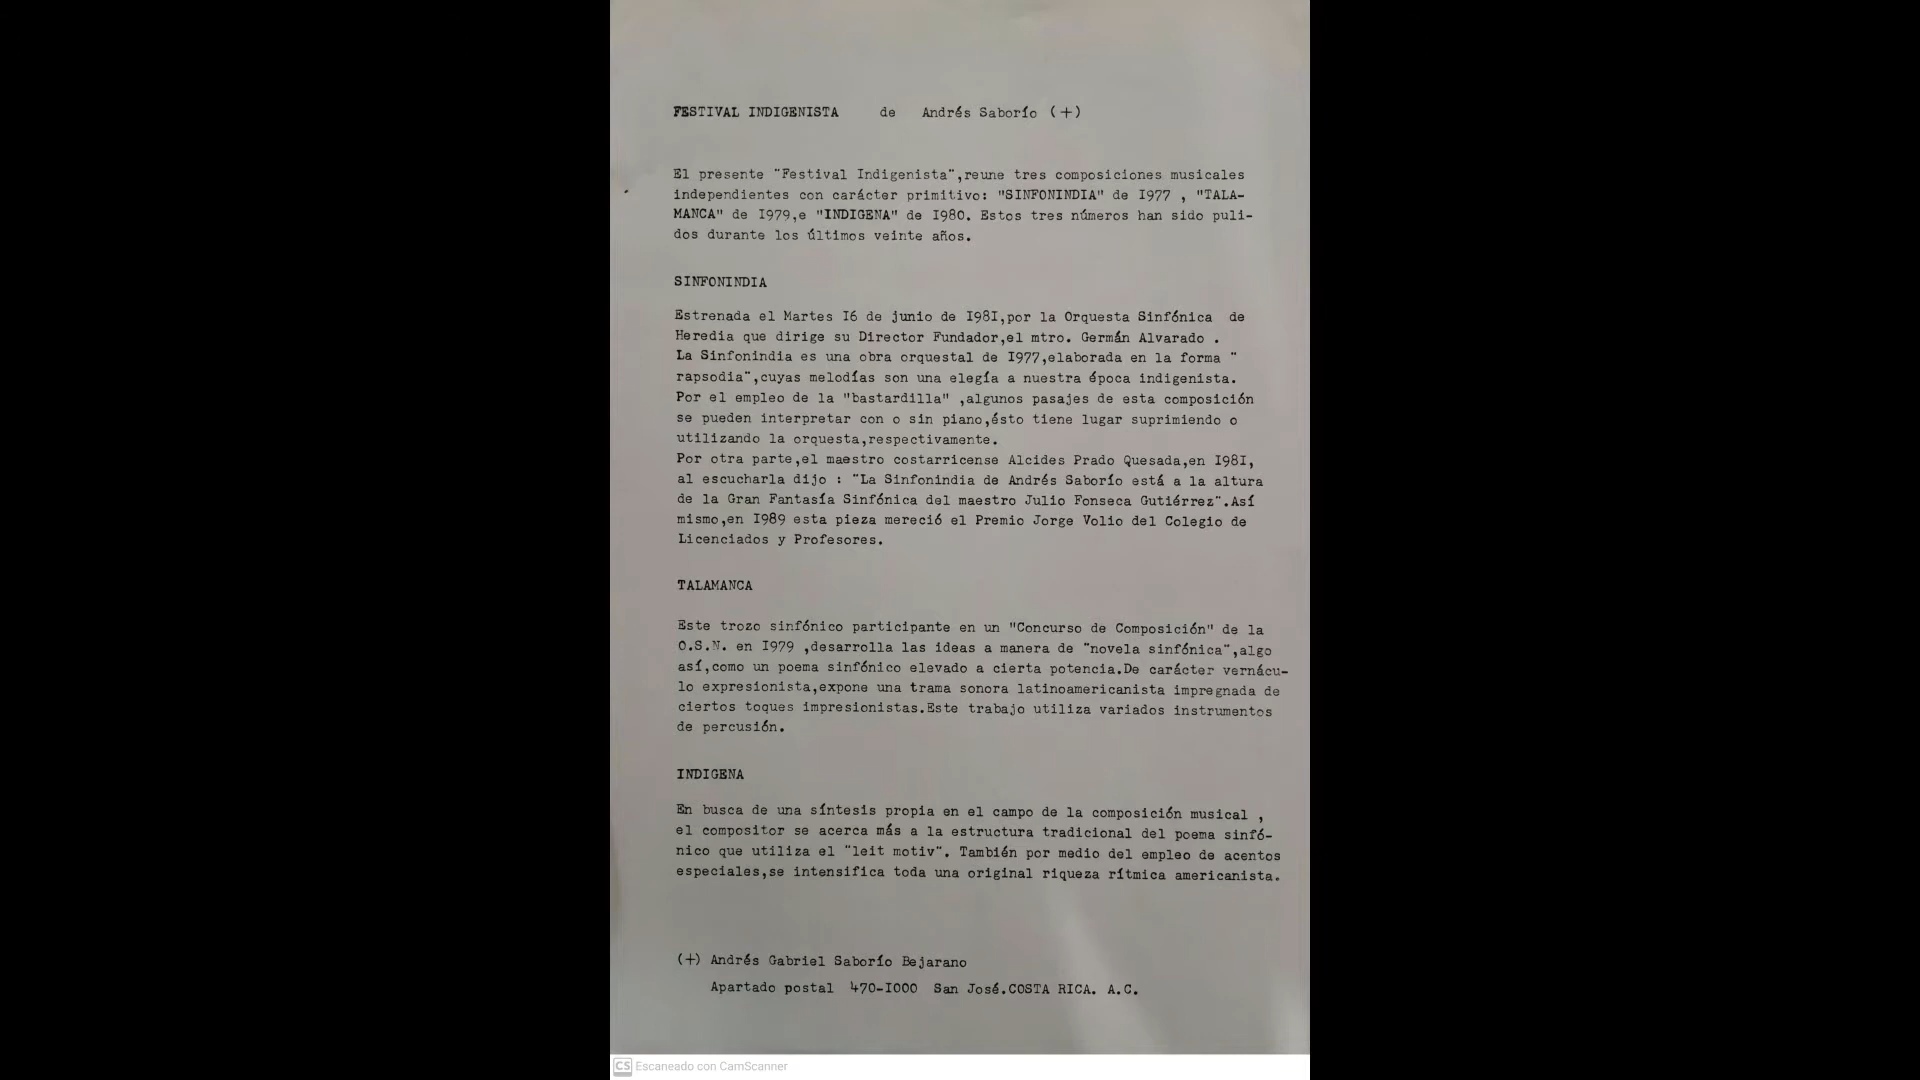 FESTIVAL INDIGENISTA de Andrés Saborío (+)
El presente "Festival Indigenista",reune tres composiciones musicales
independientes con carácter primitivo: "SINFONINDIA" de I977 , "TALA-
MANCA" de I979,e "INDIGENA" de I980. Estos tres números han sido puli-
dos durante los últimos veinte años.
SINFONINDIA
Estrenada el Martes I6 de junio de I98I,por la Orquesta Sinfónica de
Heredia que dirige su Director Fundador,el mtro. Germán Alvarado .
La Sinfonindia es una obra orquestal de I977,elaborada en la forma "
rapsodia",cuyas melodías son una elegía a nuestra época indigenista.
Por el empleo de la "bastardilla" ,algunos pasajes de esta composición
se pueden interpretar con o sin piano,ésto tiene lugar suprimiendo o
utilizando la orquesta,respectivamente.
Por otra parte,el maestro costarricense Alcides Prado Quesada,en I98I,
al escucharla dijo : "La Sinfonindia de Andrés Saborío está a la altura
de la Gran Fantasía Sinfónica del maestro Julio Fonseca Gutiérrez".Así
mismo,en I989 esta pieza mereció el Premio Jorge Volio del Colegio de
Licenciados y Profesores.
TALAMANCA
Este trozo sinfónico participante en un "Concurso de Composición" de la
O.S.N. en I979 ,desarrolla las ideas a manera de "novela sinfónica",algo
así,como un poema sinfónico elevado a cierta potencia.De carácter vernácu-
lo expresionista,expone una trama sonora latinoamericanista impregnada de
ciertos toques impresionistas.Este trabajo utiliza variados instrumentos
de percusión.
INDIGENA
En busca de una síntesis propia en el campo de la composición musical ,
el compositor se acerca más a la estructura tradicional del poema sinfó-
nico que utiliza el "leit motiv". También por medio del empleo de acentos
especiales,se intensifica toda una original riqueza rítmica americanista.
(+) Andrés Gabriel Saborío Bejarano
Apartado postal 470-I000 San José.COSTA RICA. A.C.
CS Escaneado con CamScanner